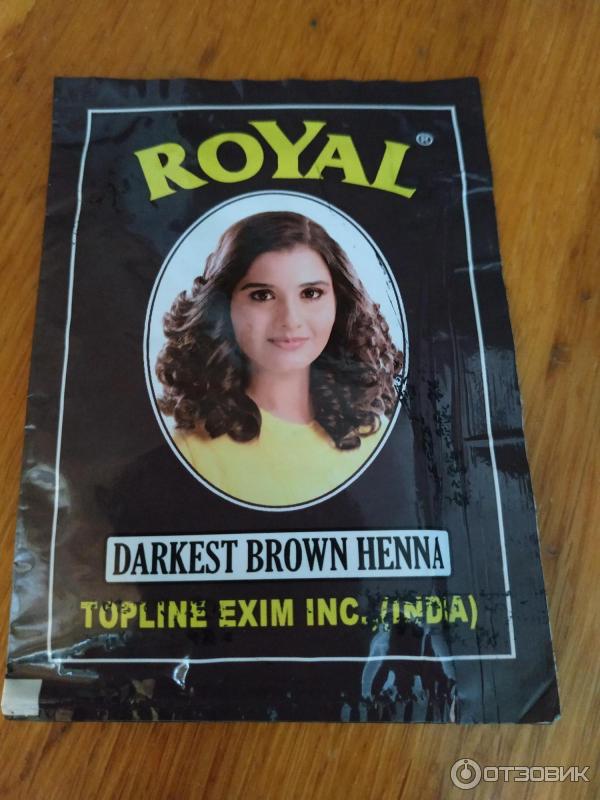 ROYAL ®
DARKEST BROWN HENNA
TOPLINE EXIM INC. (INDIA)
ОТЗОВИК